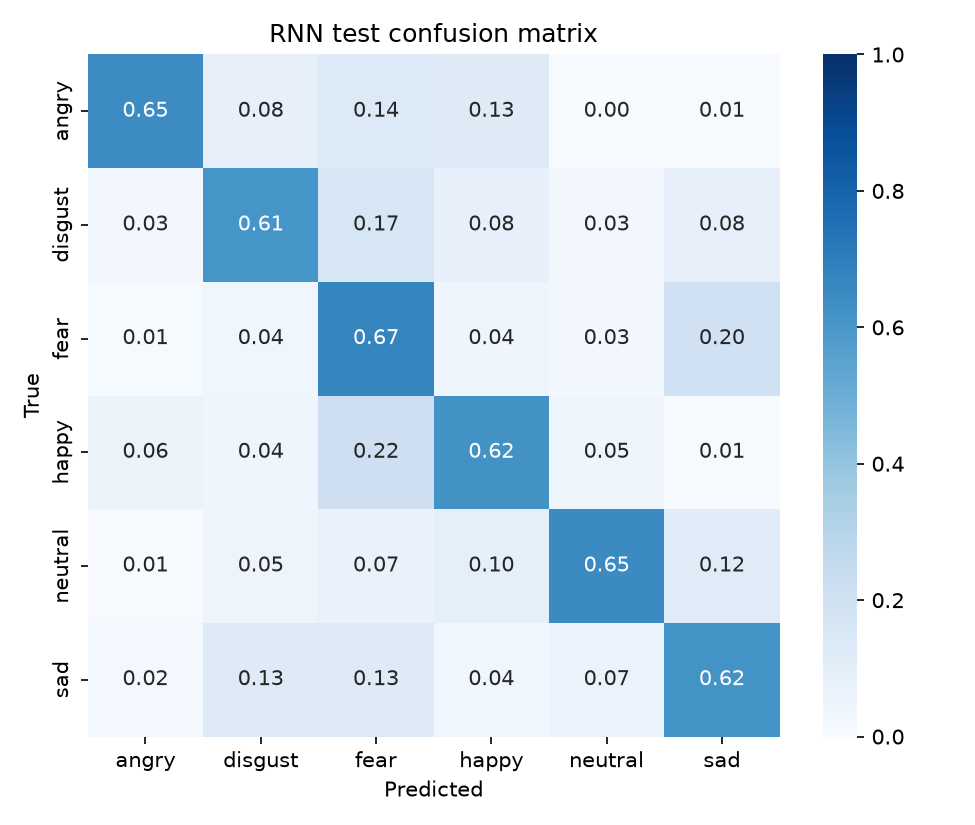 RNN test confusion matrix
angry 0.65 0.08 0.14 0.13 0.00 0.01
disgust 0.03 0.61 0.17 0.08 0.03 0.08
fear 0.01 0.04 0.67 0.04 0.03 0.20
happy 0.06 0.04 0.22 0.62 0.05 0.01
neutral 0.01 0.05 0.07 0.10 0.65 0.12
sad 0.02 0.13 0.13 0.04 0.07 0.62
True
angry disgust fear happy neutral sad
Predicted
1.0
0.8
0.6
0.4
0.2
0.0